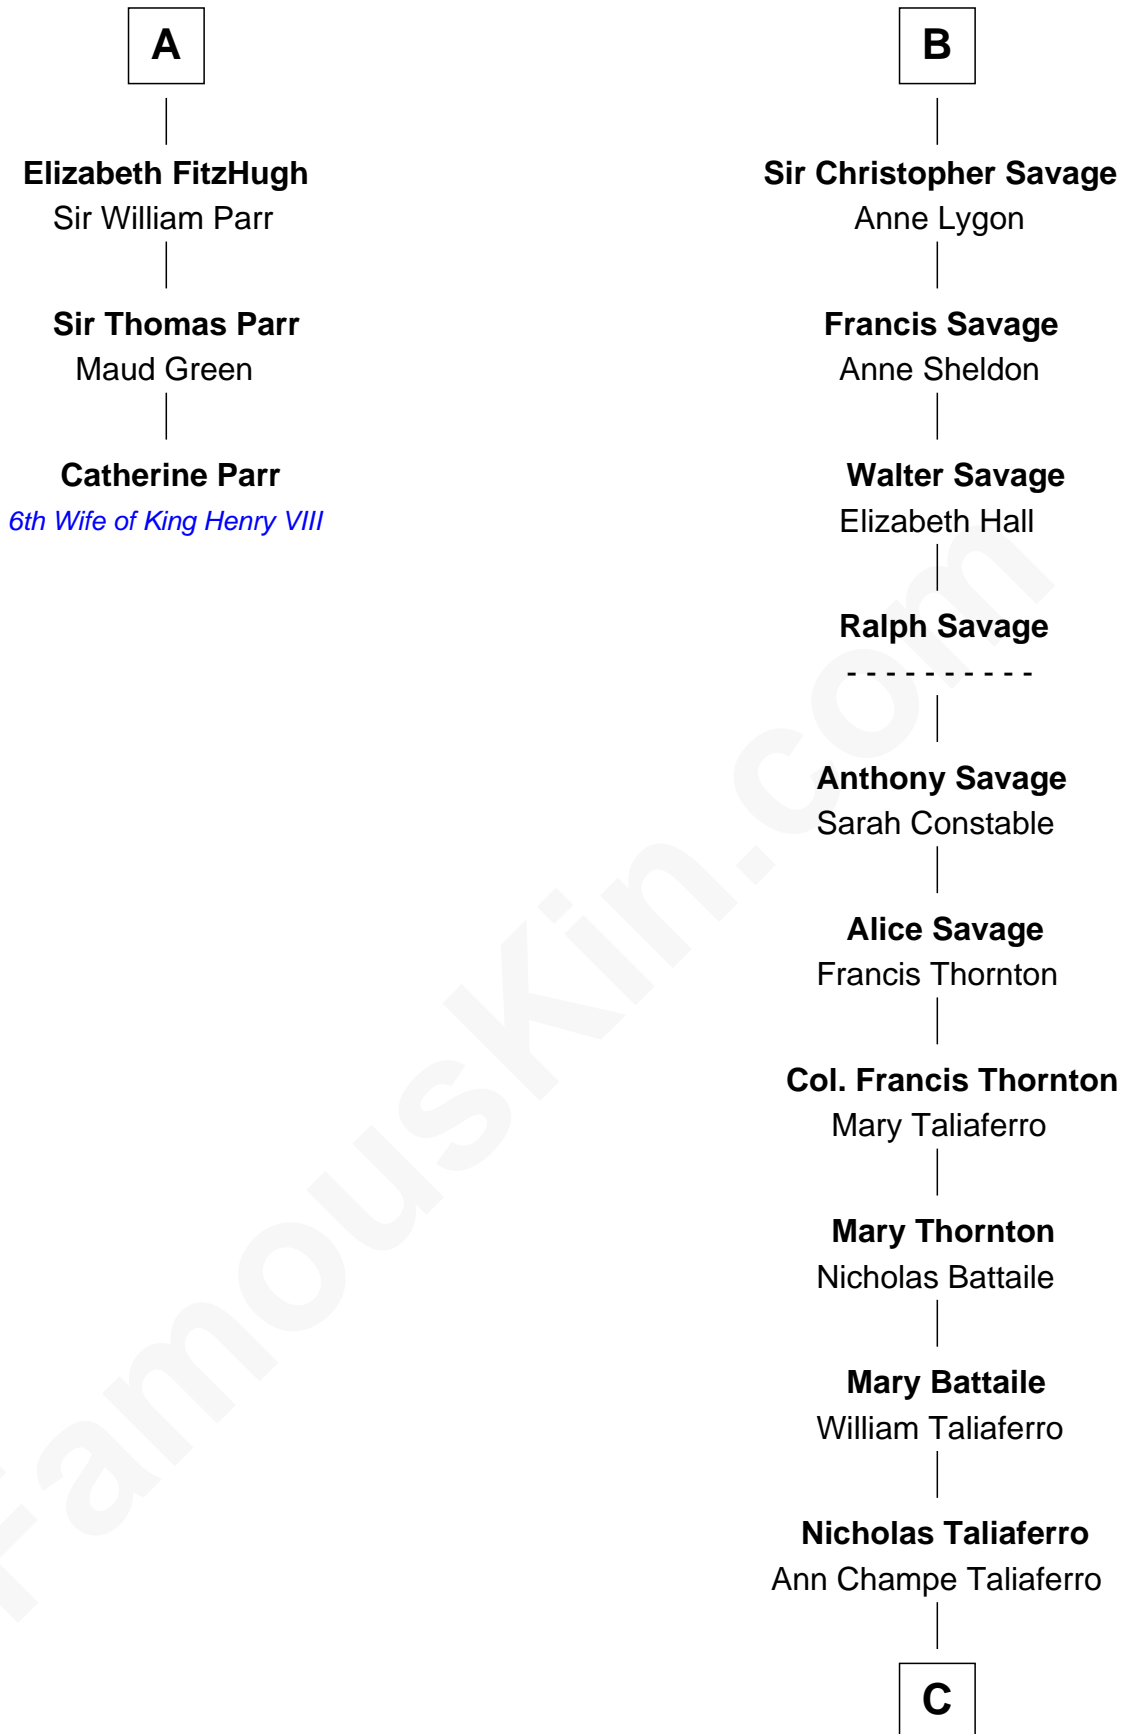 A
Elizabeth FitzHugh
Sir William Parr
Sir Thomas Parr
Maud Green
Catherine Parr
6th Wife of King Henry VIII
B
Sir Christopher Savage
Anne Lygon
Francis Savage
Anne Sheldon
Walter Savage
Elizabeth Hall
Ralph Savage
- - - - - - - - - -
Anthony Savage
Sarah Constable
Alice Savage
Francis Thornton
Col. Francis Thornton
Mary Taliaferro
Mary Thornton
Nicholas Battaile
Mary Battaile
William Taliaferro
Nicholas Taliaferro
Ann Champe Taliaferro
C
FamousKin.com